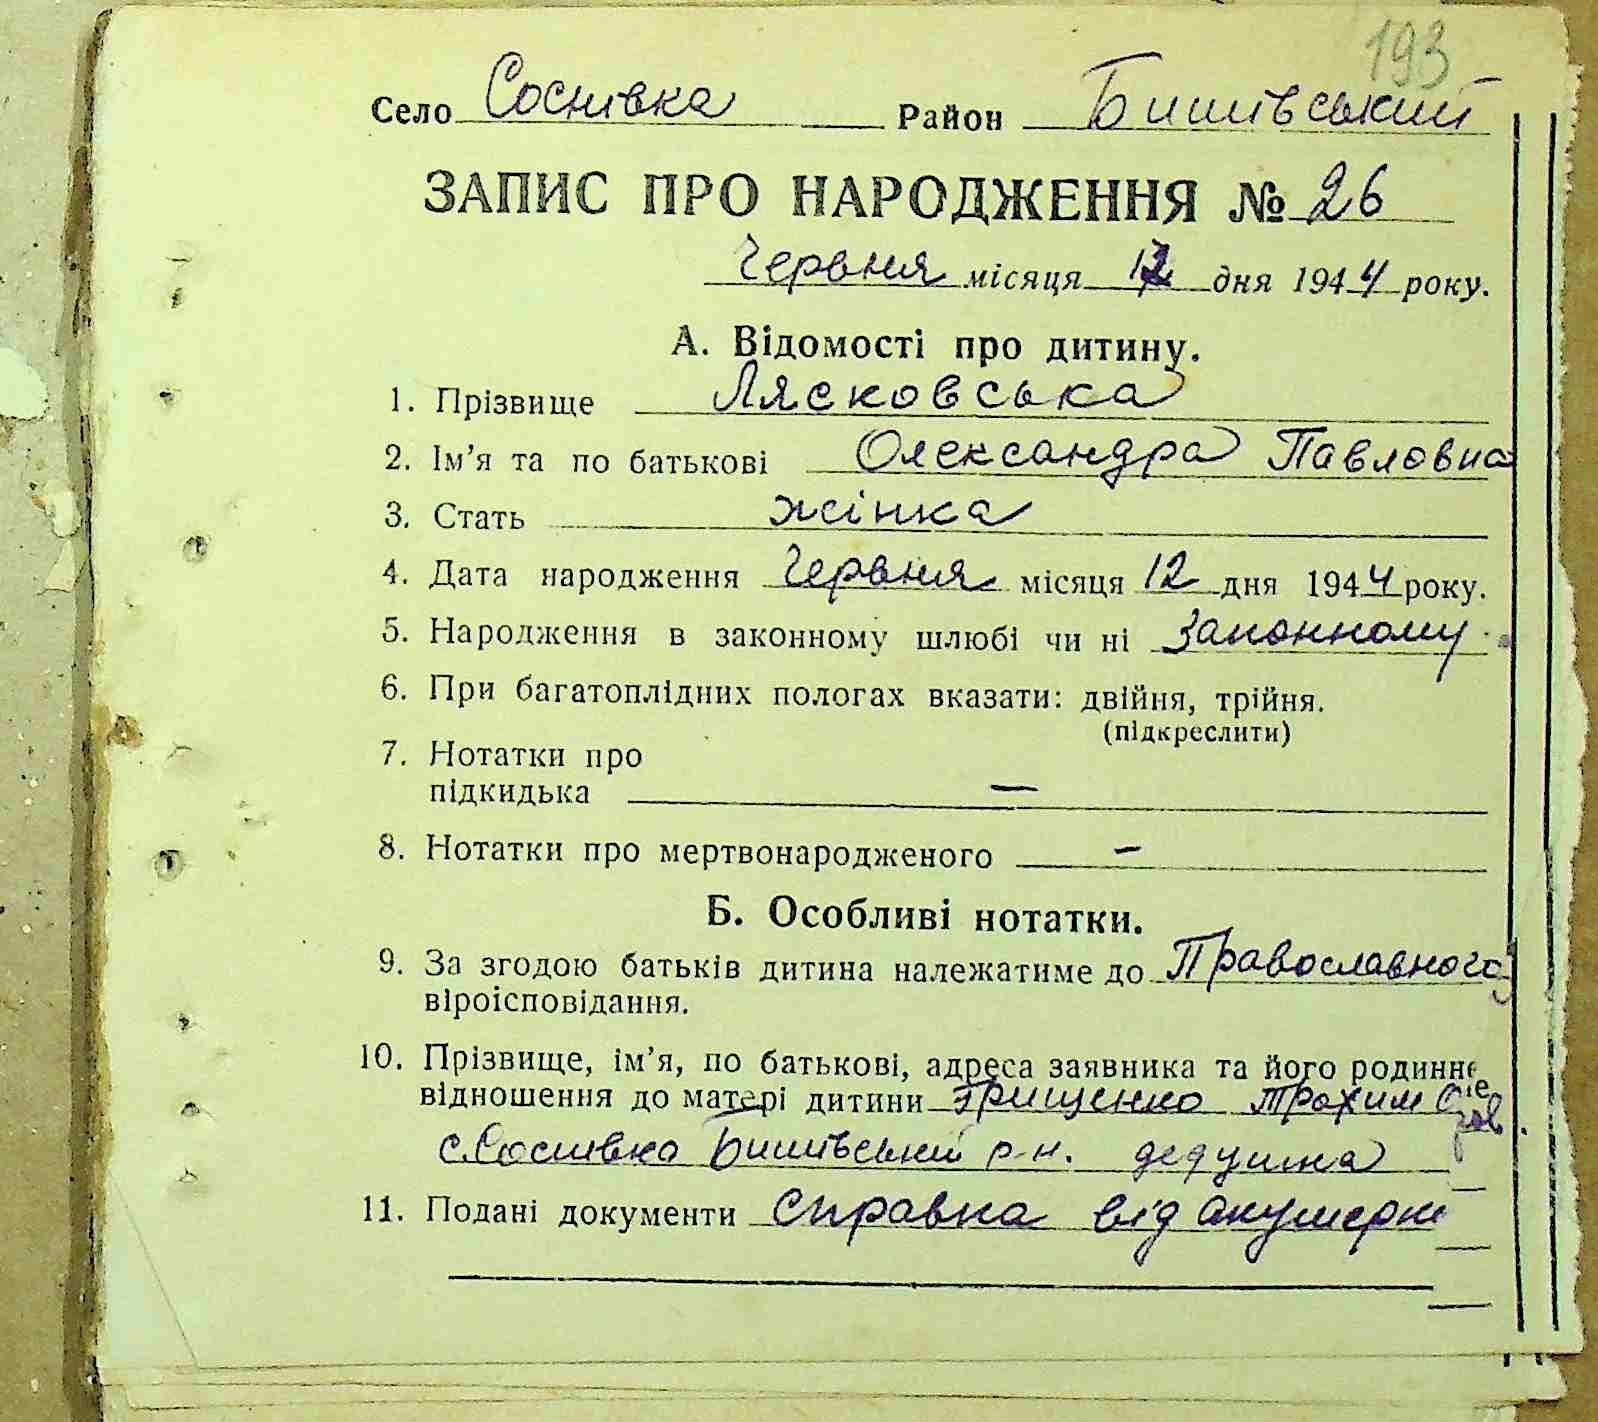 193
Село Соснівка Район Бишівський
ЗАПИС ПРО НАРОДЖЕННЯ № 26
Червня місяця 12 дня 1944 року.
А. Відомості про дитину.
1. Прізвище Лясковська
2. Ім'я та по батькові Олександра Павловна
3. Стать жінка
4. Дата народження Червня місяця 12 дня 1944 року.
5. Народження в законному шлюбі чи ні Законному
6. При багатоплідних пологах вказати: двійня, трійня.
(підкреслити)
7. Нотатки про
підкидька —
8. Нотатки про мертвонародженого —
Б. Особливі нотатки.
9. За згодою батьків дитина належатиме до Православного
віроісповідання.
10. Прізвище, ім'я, по батькові, адреса заявника та його родинне
відношення до матері дитини Грищенко Трохим
с. Соснівка Бишівський р-н. дедушка
11. Подані документи Справка від акушерки